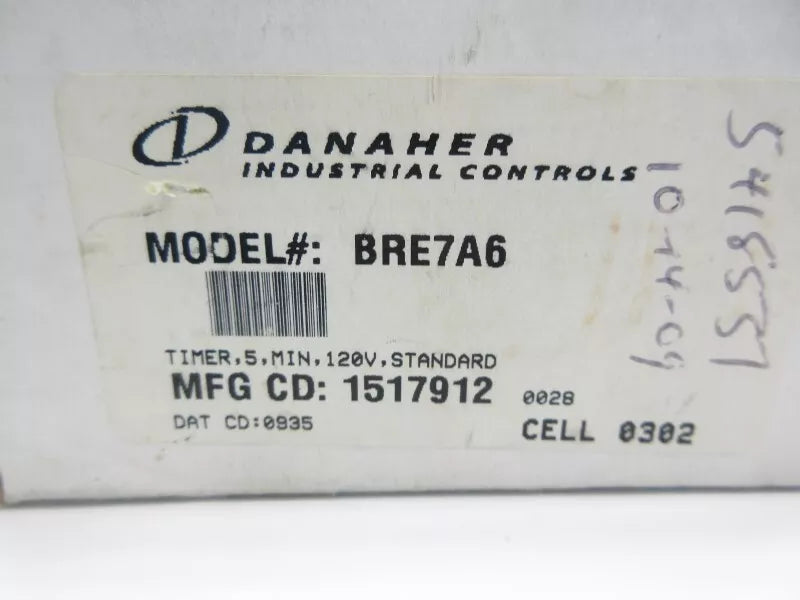 DANAHER
INDUSTRIAL CONTROLS
MODEL#: BRE7A6
TIMER,5,MIN,120V,STANDARD
MFG CD: 1517912 0028
DAT CD:0935
CELL 0302
10-14-09